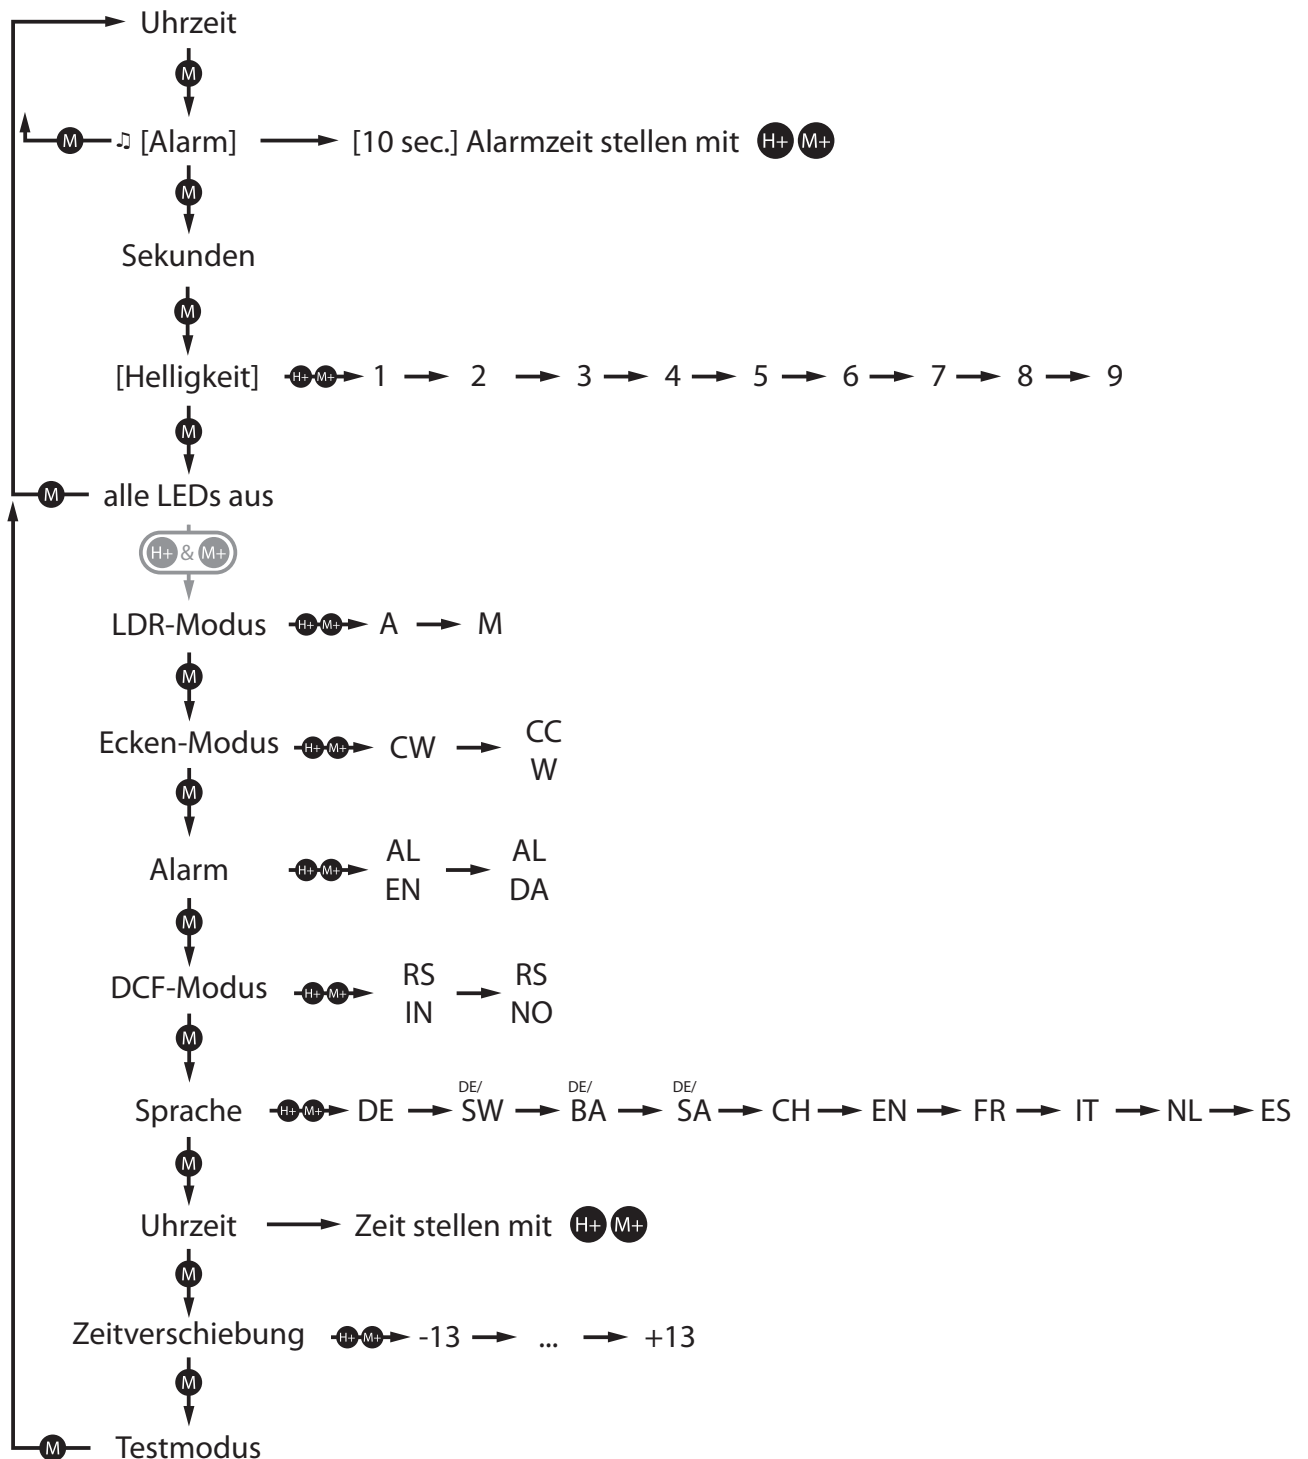 Uhrzeit
M
M ♫ [Alarm] [10 sec.] Alarmzeit stellen mit H+ M+
M
Sekunden
M
[Helligkeit] H+ M+ 1 2 3 4 5 6 7 8 9
M
M alle LEDs aus
H+ & M+
LDR-Modus H+ M+ A M
M
Ecken-Modus H+ M+ CW CC
W
M
Alarm H+ M+ AL AL
EN DA
M
DCF-Modus H+ M+ RS RS
IN NO
M
DE/ DE/ DE/
Sprache H+ M+ DE SW BA SA CH EN FR IT NL ES
M
Uhrzeit Zeit stellen mit H+ M+
M
Zeitverschiebung H+ M+ -13 ... +13
M
M Testmodus